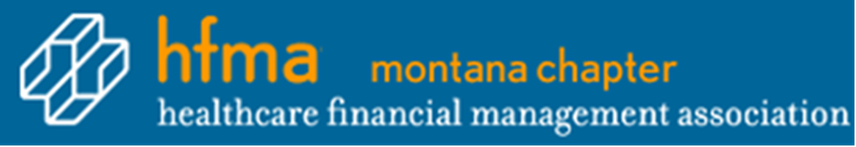 hfma montana chapter
healthcare financial management association